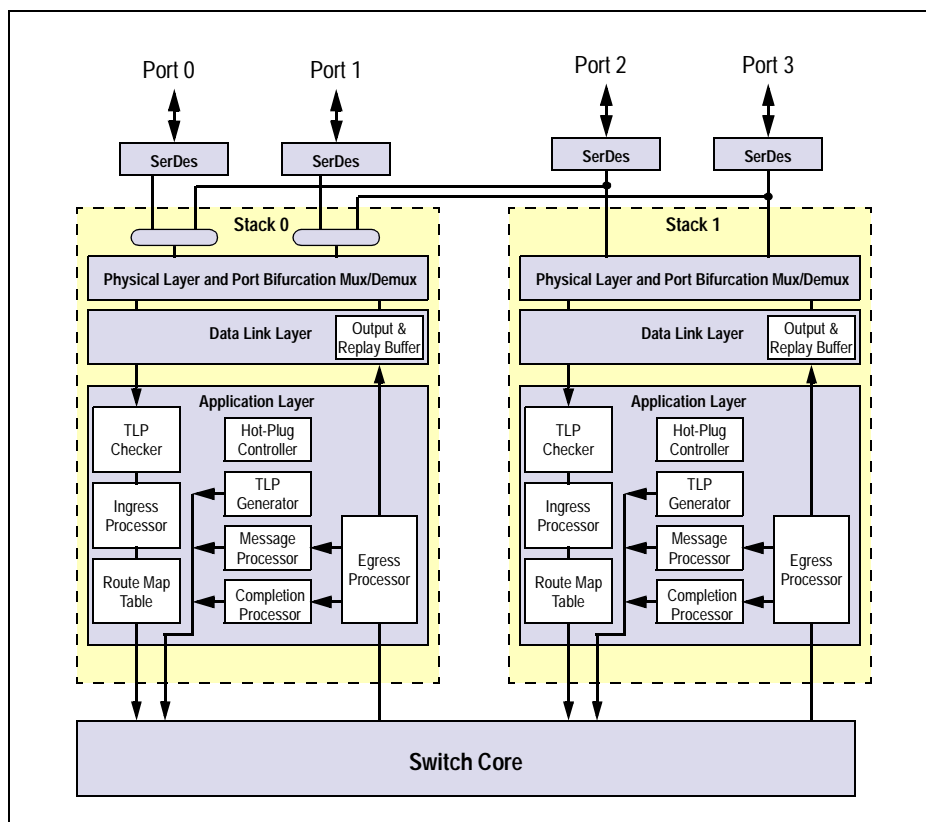 Port 0
Port 1
Port 2
Port 3
SerDes
SerDes
SerDes
SerDes
Stack 0
Physical Layer and Port Bifurcation Mux/Demux
Data Link Layer
Output &
Replay Buffer
Application Layer
TLP
Checker
Hot-Plug
Controller
Ingress
Processor
TLP
Generator
Message
Processor
Egress
Processor
Route Map
Table
Completion
Processor
Stack 1
Physical Layer and Port Bifurcation Mux/Demux
Data Link Layer
Output &
Replay Buffer
Application Layer
TLP
Checker
Hot-Plug
Controller
Ingress
Processor
TLP
Generator
Message
Processor
Egress
Processor
Route Map
Table
Completion
Processor
Switch Core